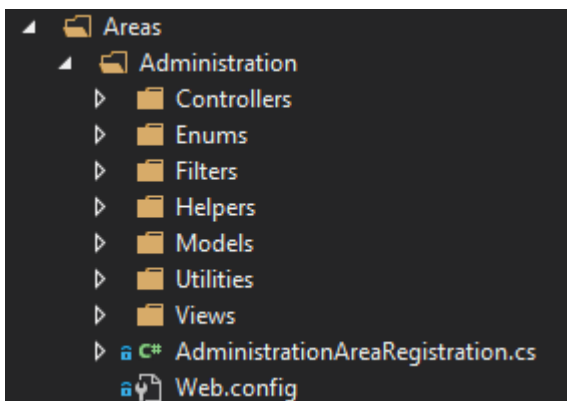 Areas
Administration
Controllers
Enums
Filters
Helpers
Models
Utilities
Views
C# AdministrationAreaRegistration.cs
Web.config